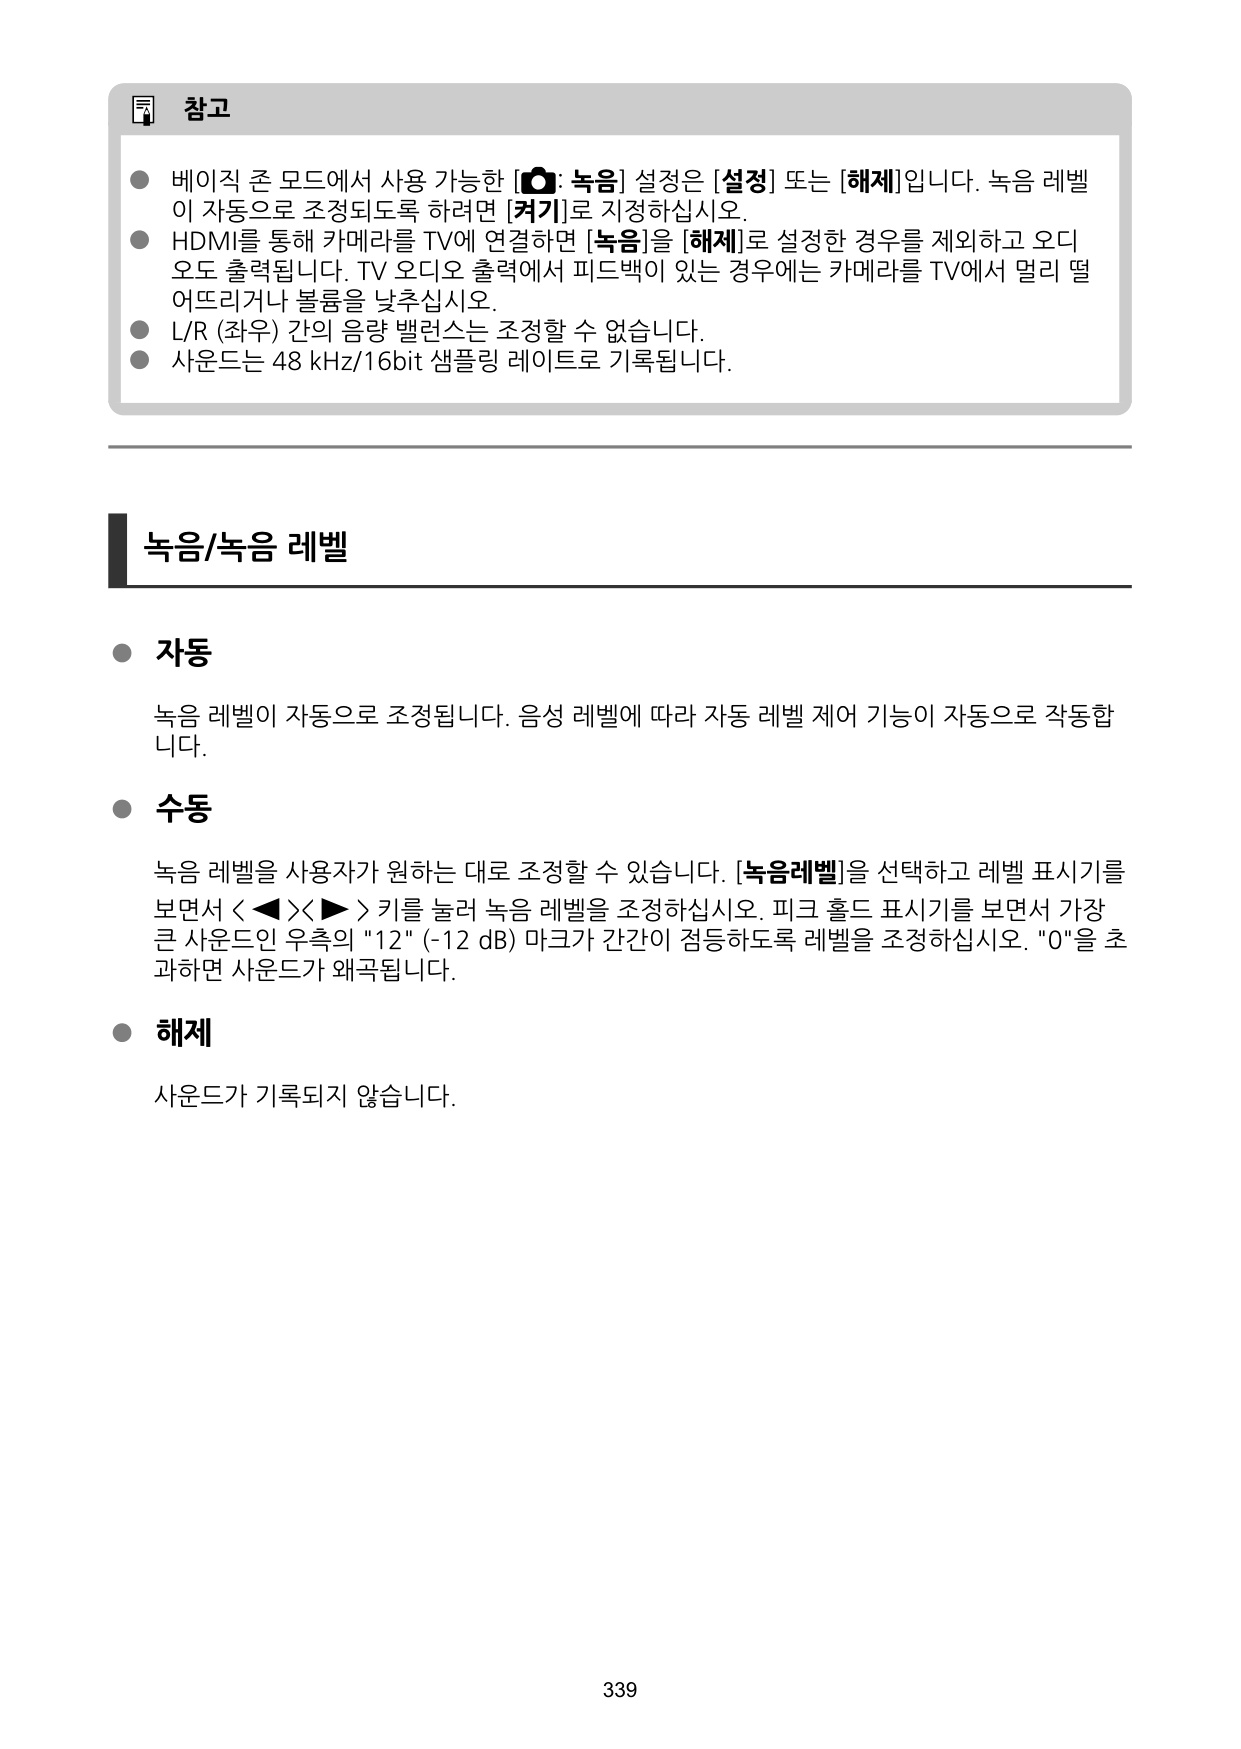 참고
● 베이직 존 모드에서 사용 가능한 [📷: 녹음] 설정은 [설정] 또는 [해제]입니다. 녹음 레벨
이 자동으로 조정되도록 하려면 [켜기]로 지정하십시오.
● HDMI를 통해 카메라를 TV에 연결하면 [녹음]을 [해제]로 설정한 경우를 제외하고 오디
오도 출력됩니다. TV 오디오 출력에서 피드백이 있는 경우에는 카메라를 TV에서 멀리 떨
어뜨리거나 볼륨을 낮추십시오.
● L/R (좌우) 간의 음량 밸런스는 조정할 수 없습니다.
● 사운드는 48 kHz/16bit 샘플링 레이트로 기록됩니다.
녹음/녹음 레벨
● 자동
녹음 레벨이 자동으로 조정됩니다. 음성 레벨에 따라 자동 레벨 제어 기능이 자동으로 작동합
니다.
● 수동
녹음 레벨을 사용자가 원하는 대로 조정할 수 있습니다. [녹음레벨]을 선택하고 레벨 표시기를
보면서 < ◀ >< ▶ > 키를 눌러 녹음 레벨을 조정하십시오. 피크 홀드 표시기를 보면서 가장
큰 사운드인 우측의 "12" (-12 dB) 마크가 간간이 점등하도록 레벨을 조정하십시오. "0"을 초
과하면 사운드가 왜곡됩니다.
● 해제
사운드가 기록되지 않습니다.
339